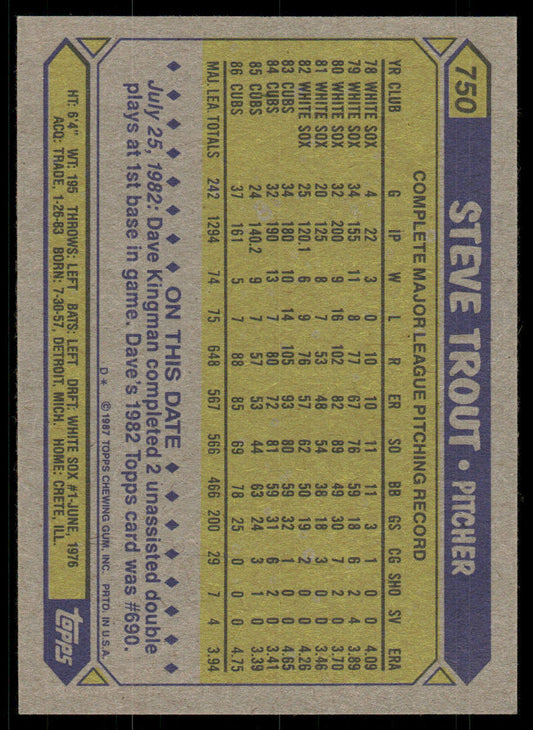 750
STEVE TROUT • PITCHER
COMPLETE MAJOR LEAGUE PITCHING RECORD
YR CLUB G IP W L R ER SO BB GS CG SHO SV ERA
78 WHITE SOX 4 22 3 0 10 10 11 11 3 1 0 0 4.09
79 WHITE SOX 34 155 11 8 77 67 76 59 18 6 2 4 3.89
80 WHITE SOX 32 200 9 16 102 82 89 49 30 7 2 0 3.70
81 WHITE SOX 20 125 8 7 53 48 54 38 18 3 0 0 3.46
82 WHITE SOX 25 120.1 6 9 76 57 62 50 19 2 0 0 4.26
83 CUBS 34 180 10 14 105 93 80 59 32 1 0 0 4.65
84 CUBS 32 190 13 7 80 72 81 59 31 6 2 0 3.41
85 CUBS 24 140.2 9 7 57 53 44 63 24 3 1 0 3.39
86 CUBS 37 161 5 7 88 85 69 78 25 0 0 0 4.75
MAJ. LEA. TOTALS 242 1294 74 75 648 567 566 466 200 29 7 4 3.94
ON THIS DATE
July 25, 1982: Dave Kingman completed 2 unassisted double
plays at 1st base in game. Dave's 1982 Topps card was #690.
D* ©1987 TOPPS CHEWING GUM, INC. PRTD. IN U.S.A.
HT: 6'4" WT: 195 THROWS: LEFT BATS: LEFT DRFT: WHITE SOX #1-JUNE, 1976
ACQ: TRADE, 1-26-83 BORN: 7-30-57, DETROIT, MICH. HOME: CRETE, ILL.
topps